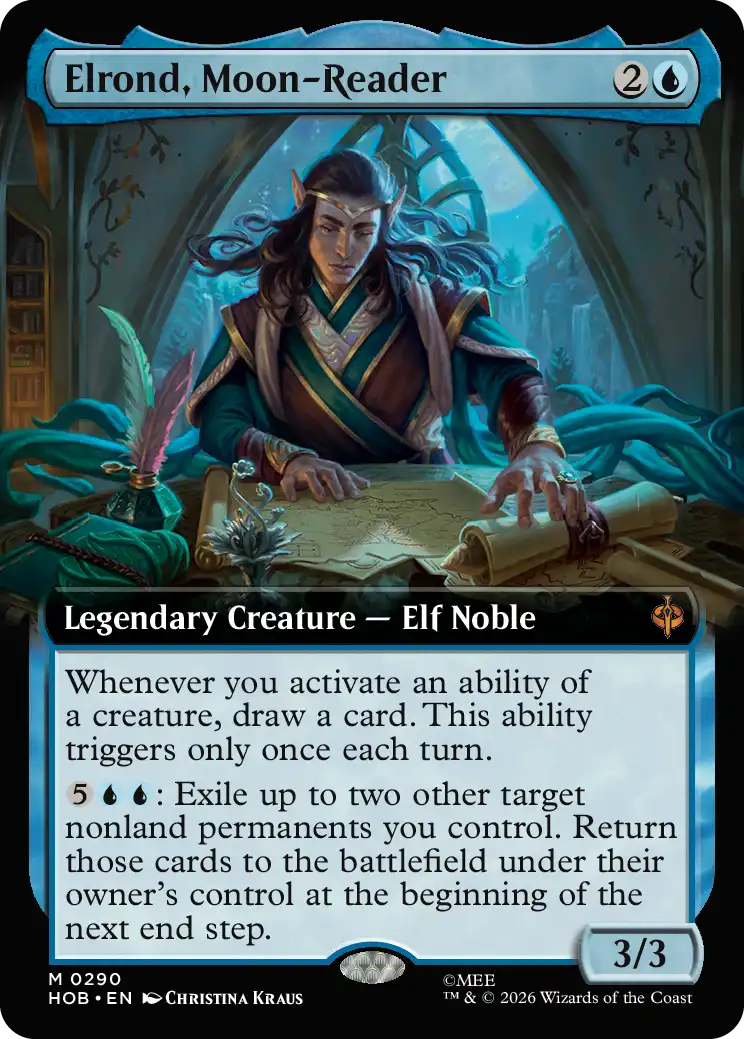 Elrond, Moon-Reader 2
Legendary Creature — Elf Noble
Whenever you activate an ability of
a creature, draw a card. This ability
triggers only once each turn.
5 : Exile up to two other target
nonland permanents you control. Return
those cards to the battlefield under their
owner's control at the beginning of the
next end step.
3/3
M 0290
HOB • EN Christina Kraus
©MEE
™ & © 2026 Wizards of the Coast